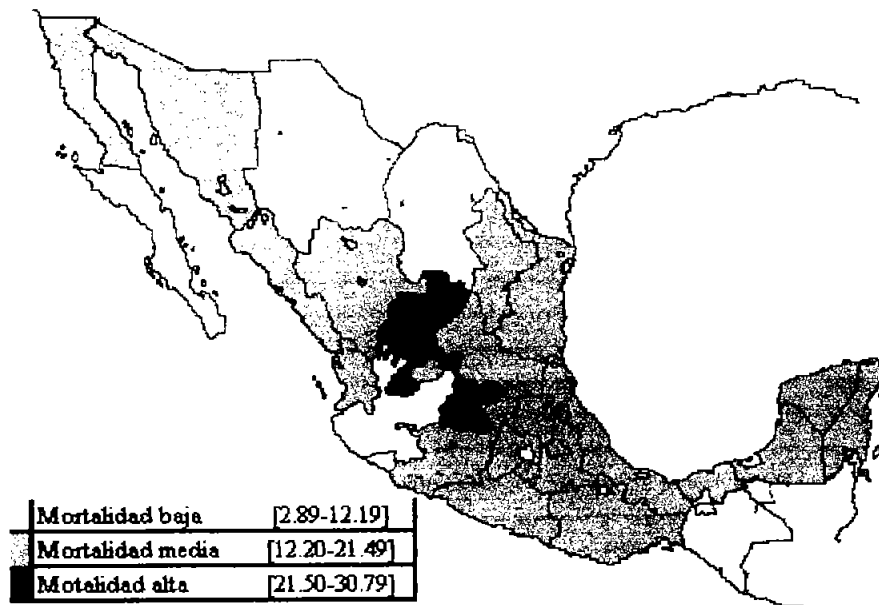 Mortalidad baja [2.89-12.19]
Mortalidad media [12.20-21.49]
Motalidad alta [21.50-30.79]